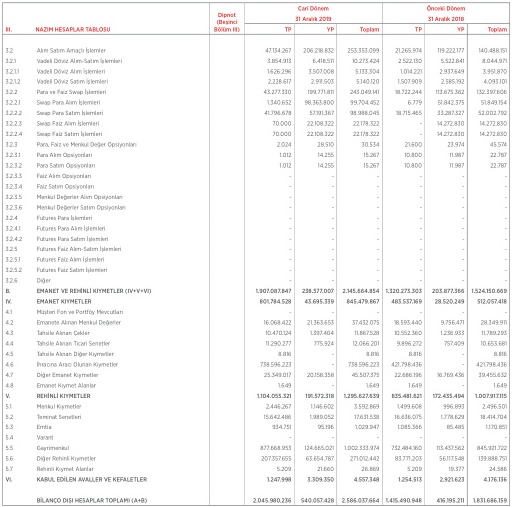 Cari Dönem Önceki Dönem
Dipnot (Beşinci Bölüm III) 31 Aralık 2019 31 Aralık 2018
III. NAZIM HESAPLAR TABLOSU TP YP Toplam TP YP Toplam
3.2 Alım Satım Amaçlı İşlemler 47.134.267 206.218.832 253.353.099 21.265.974 119.222.177 140.488.151
3.2.1 Vadeli Döviz Alım-Satım İşlemleri 3.854.913 6.418.511 10.273.424 2.522.130 5.522.841 8.044.971
3.2.1.1 Vadeli Döviz Alım İşlemleri 1.626.296 3.507.008 5.133.304 1.014.221 2.937.649 3.951.870
3.2.1.2 Vadeli Döviz Satım İşlemleri 2.228.617 2.911.503 5.140.120 1.507.909 2.585.192 4.093.101
3.2.2 Para ve Faiz Swap İşlemleri 43.277.330 199.771.811 243.049.141 18.722.244 113.675.362 132.397.606
3.2.2.1 Swap Para Alım İşlemleri 1.340.652 98.363.800 99.704.452 6.779 51.842.375 51.849.154
3.2.2.2 Swap Para Satım İşlemleri 41.796.678 57.191.367 98.988.045 18.715.465 33.287.327 52.002.792
3.2.2.3 Swap Faiz Alım İşlemleri 70.000 22.108.322 22.178.322 - 14.272.830 14.272.830
3.2.2.4 Swap Faiz Satım İşlemleri 70.000 22.108.322 22.178.322 - 14.272.830 14.272.830
3.2.3 Para, Faiz ve Menkul Değer Opsiyonları 2.024 28.510 30.534 21.600 23.974 45.574
3.2.3.1 Para Alım Opsiyonları 1.012 14.255 15.267 10.800 11.987 22.787
3.2.3.2 Para Satım Opsiyonları 1.012 14.255 15.267 10.800 11.987 22.787
3.2.3.3 Faiz Alım Opsiyonları - - - - - -
3.2.3.4 Faiz Satım Opsiyonları - - - - - -
3.2.3.5 Menkul Değerler Alım Opsiyonları - - - - - -
3.2.3.6 Menkul Değerler Satım Opsiyonları - - - - - -
3.2.4 Futures Para İşlemleri - - - - - -
3.2.4.1 Futures Para Alım İşlemleri - - - - - -
3.2.4.2 Futures Para Satım İşlemleri - - - - - -
3.2.5 Futures Faiz Alım-Satım İşlemleri - - - - - -
3.2.5.1 Futures Faiz Alım İşlemleri - - - - - -
3.2.5.2 Futures Faiz Satım İşlemleri - - - - - -
3.2.6 Diğer - - - - - -
B. EMANET VE REHİNLİ KIYMETLER (IV+V+VI) 1.907.087.847 238.577.007 2.145.664.854 1.320.273.303 203.877.366 1.524.150.669
IV. EMANET KIYMETLER 801.784.528 43.695.339 845.479.867 483.537.169 28.520.249 512.057.418
4.1 Müşteri Fon ve Portföy Mevcutları - - - - - -
4.2 Emanete Alınan Menkul Değerler 16.068.422 21.363.653 37.432.075 18.593.440 9.756.471 28.349.911
4.3 Tahsile Alınan Çekler 10.470.124 1.397.404 11.867.528 10.552.360 1.236.933 11.789.293
4.4 Tahsile Alınan Ticari Senetler 11.290.277 775.924 12.066.201 9.896.272 757.409 10.653.681
4.5 Tahsile Alınan Diğer Kıymetler 8.816 - 8.816 8.816 - 8.816
4.6 İhracına Aracı Olunan Kıymetler 738.596.223 - 738.596.223 421.798.436 - 421.798.436
4.7 Diğer Emanet Kıymetler 25.349.017 20.158.358 45.507.375 22.686.196 16.769.436 39.455.632
4.8 Emanet Kıymet Alanlar 1.649 - 1.649 1.649 - 1.649
V. REHİNLİ KIYMETLER 1.104.055.321 191.572.318 1.295.627.639 835.481.621 172.435.494 1.007.917.115
5.1 Menkul Kıymetler 2.446.267 1.146.602 3.592.869 1.499.608 996.893 2.496.501
5.2 Teminat Senetleri 15.642.486 1.989.052 17.631.538 16.636.075 1.778.629 18.414.704
5.3 Emtia 934.751 95.196 1.029.947 1.085.366 85.485 1.170.851
5.4 Varant - - - - - -
5.5 Gayrimenkul 877.668.953 124.665.021 1.002.333.974 732.484.160 113.437.562 845.921.722
5.6 Diğer Rehinli Kıymetler 207.357.655 63.654.787 271.012.442 83.771.203 56.117.548 139.888.751
5.7 Rehinli Kıymet Alanlar 5.209 21.660 26.869 5.209 19.377 24.586
VI. KABUL EDİLEN AVALLER VE KEFALETLER 1.247.998 3.309.350 4.557.348 1.254.513 2.921.623 4.176.136
BİLANÇO DIŞI HESAPLAR TOPLAMI (A+B) 2.045.980.236 540.057.428 2.586.037.664 1.415.490.948 416.195.211 1.831.686.159